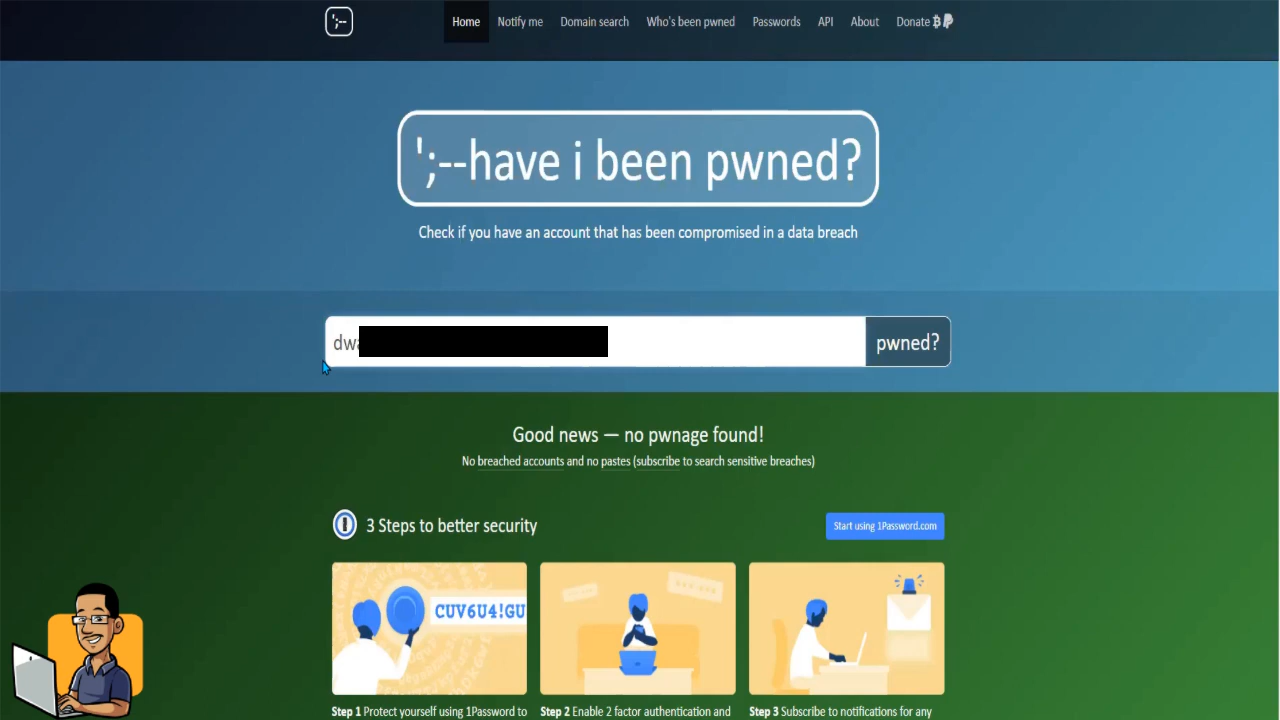 ';--
Home Notify me Domain search Who's been pwned Passwords API About Donate
';--have i been pwned?
Check if you have an account that has been compromised in a data breach
pwned?
Good news — no pwnage found!
No breached accounts and no pastes (subscribe to search sensitive breaches)
3 Steps to better security
Start using 1Password.com
CUV6U4!GU
Step 1 Protect yourself using 1Password to
Step 2 Enable 2 factor authentication and
Step 3 Subscribe to notifications for any